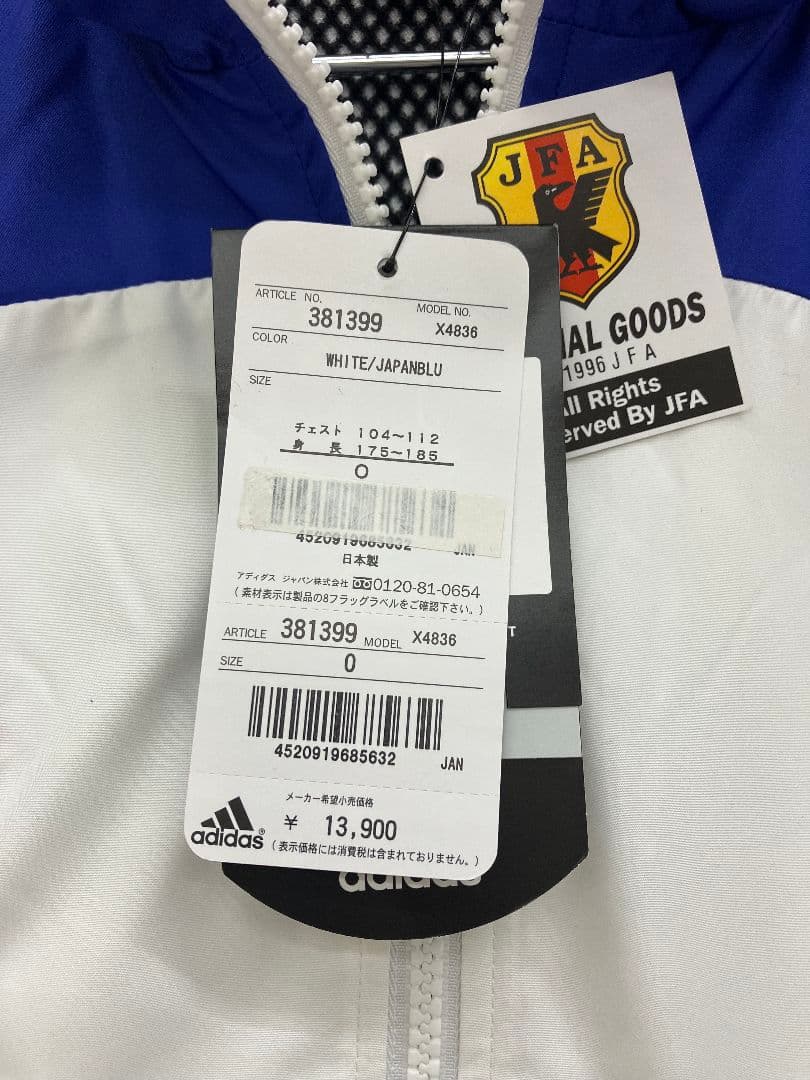 JFA
IAL GOODS
1996 JFA
All Rights
erved By JFA
ARTICLE NO.
MODEL NO.
381399
X4836
COLOR
WHITE/JAPANBLU
SIZE
チェスト 104~112
身 長 175~185
O
4520919685632 JAN
日本製
アディダス ジャパン株式会社 0120-81-0654
(素材表示は製品の8フラッグラベルをご確認下さい。)
ARTICLE 381399 MODEL X4836
SIZE O
4520919685632 JAN
メーカー希望小売価格
¥ 13,900
adidas® (表示価格には消費税は含まれておりません。)
T
adidas